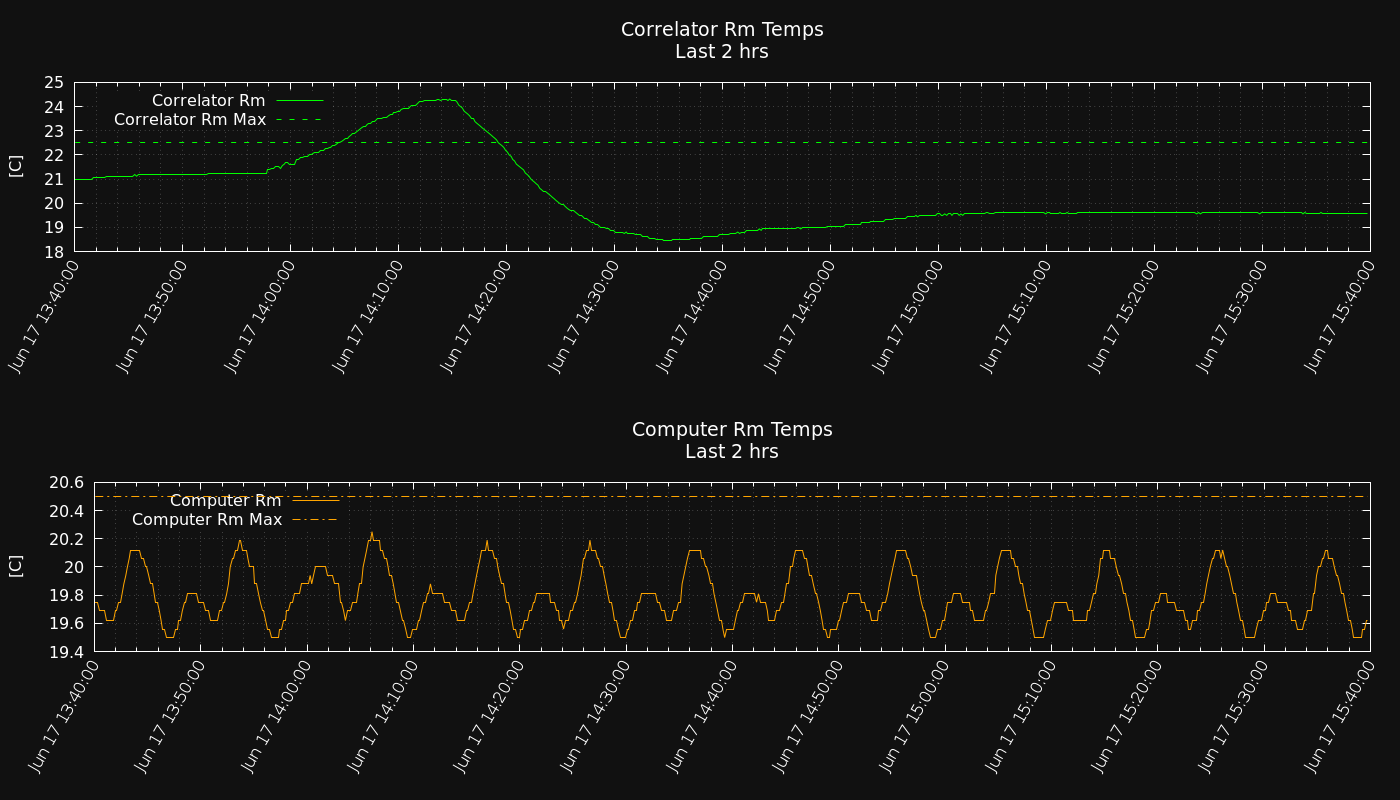 Correlator Rm Temps
Last 2 hrs
[C]
25
24
23
22
21
20
19
18
Correlator Rm
Correlator Rm Max
Jun 17 13:40:00
Jun 17 13:50:00
Jun 17 14:00:00
Jun 17 14:10:00
Jun 17 14:20:00
Jun 17 14:30:00
Jun 17 14:40:00
Jun 17 14:50:00
Jun 17 15:00:00
Jun 17 15:10:00
Jun 17 15:20:00
Jun 17 15:30:00
Jun 17 15:40:00
Computer Rm Temps
Last 2 hrs
[C]
20.6
20.4
20.2
20
19.8
19.6
19.4
Computer Rm
Computer Rm Max
Jun 17 13:40:00
Jun 17 13:50:00
Jun 17 14:00:00
Jun 17 14:10:00
Jun 17 14:20:00
Jun 17 14:30:00
Jun 17 14:40:00
Jun 17 14:50:00
Jun 17 15:00:00
Jun 17 15:10:00
Jun 17 15:20:00
Jun 17 15:30:00
Jun 17 15:40:00